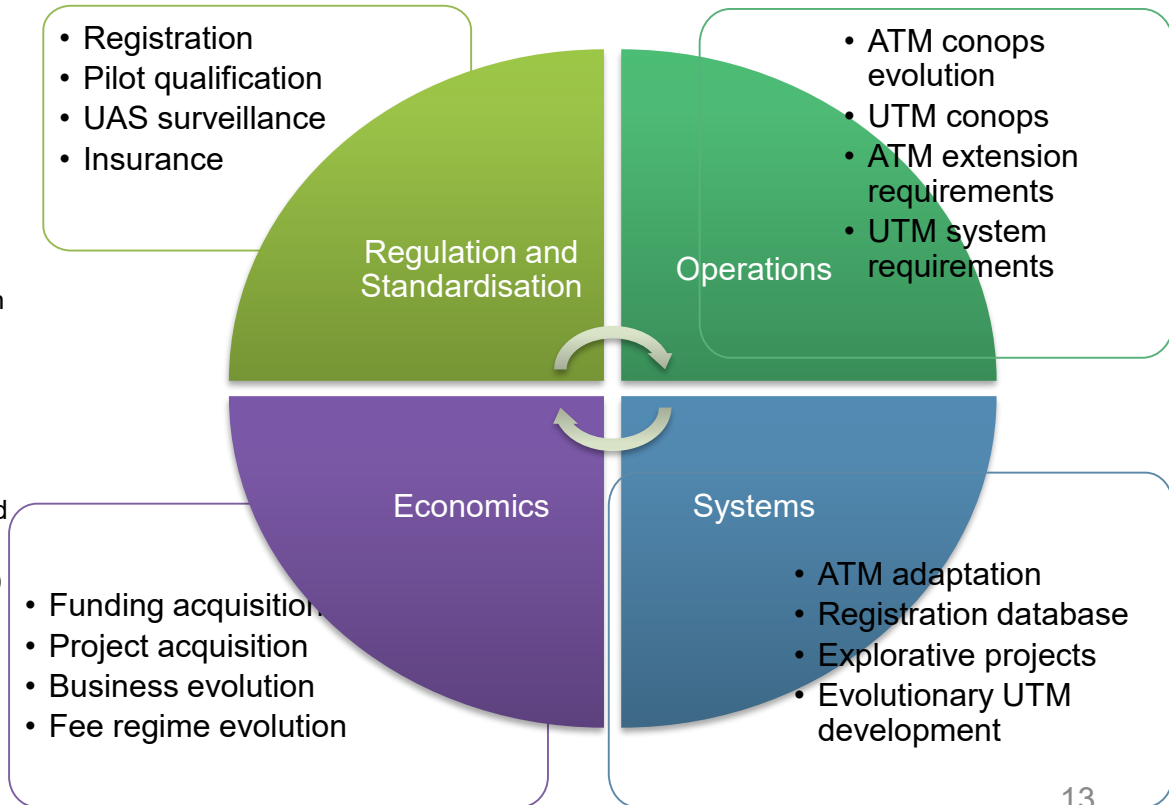 • Registration
• Pilot qualification
• UAS surveillance
• Insurance
Regulation and
Standardisation
• ATM conops
evolution
• UTM conops
• ATM extension
requirements
• UTM system
requirements
Operations
Economics
• Funding acquisition
• Project acquisition
• Business evolution
• Fee regime evolution
Systems
• ATM adaptation
• Registration database
• Explorative projects
• Evolutionary UTM
development
13